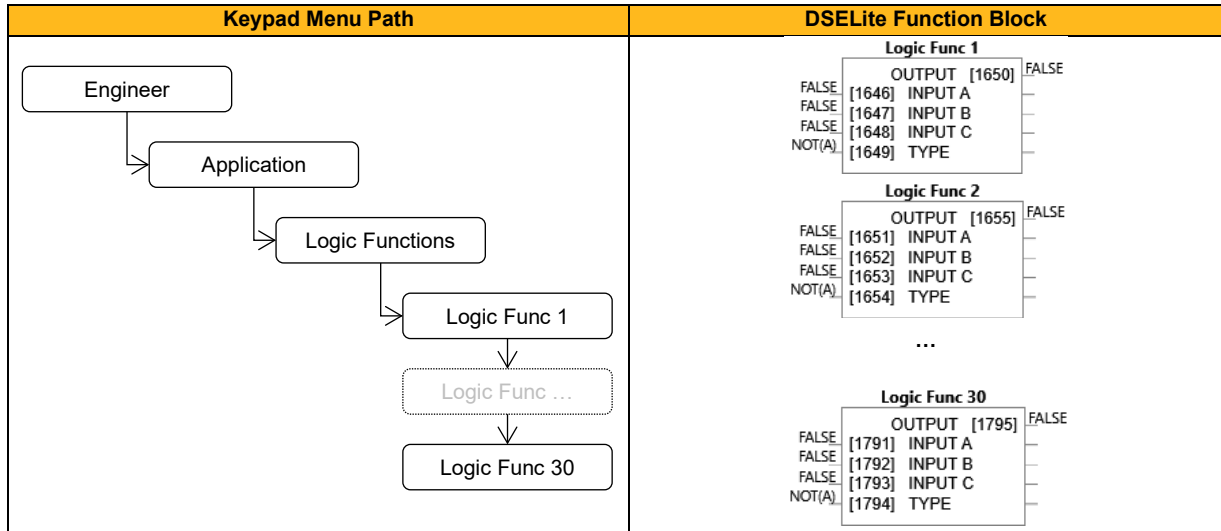 Keypad Menu Path
DSELite Function Block
Engineer
Application
Logic Functions
Logic Func 1
Logic Func …
Logic Func 30
Logic Func 1
OUTPUT [1650] FALSE
FALSE [1646] INPUT A
FALSE [1647] INPUT B
FALSE [1648] INPUT C
NOT(A) [1649] TYPE
Logic Func 2
OUTPUT [1655] FALSE
FALSE [1651] INPUT A
FALSE [1652] INPUT B
FALSE [1653] INPUT C
NOT(A) [1654] TYPE
…
Logic Func 30
OUTPUT [1795] FALSE
FALSE [1791] INPUT A
FALSE [1792] INPUT B
FALSE [1793] INPUT C
NOT(A) [1794] TYPE